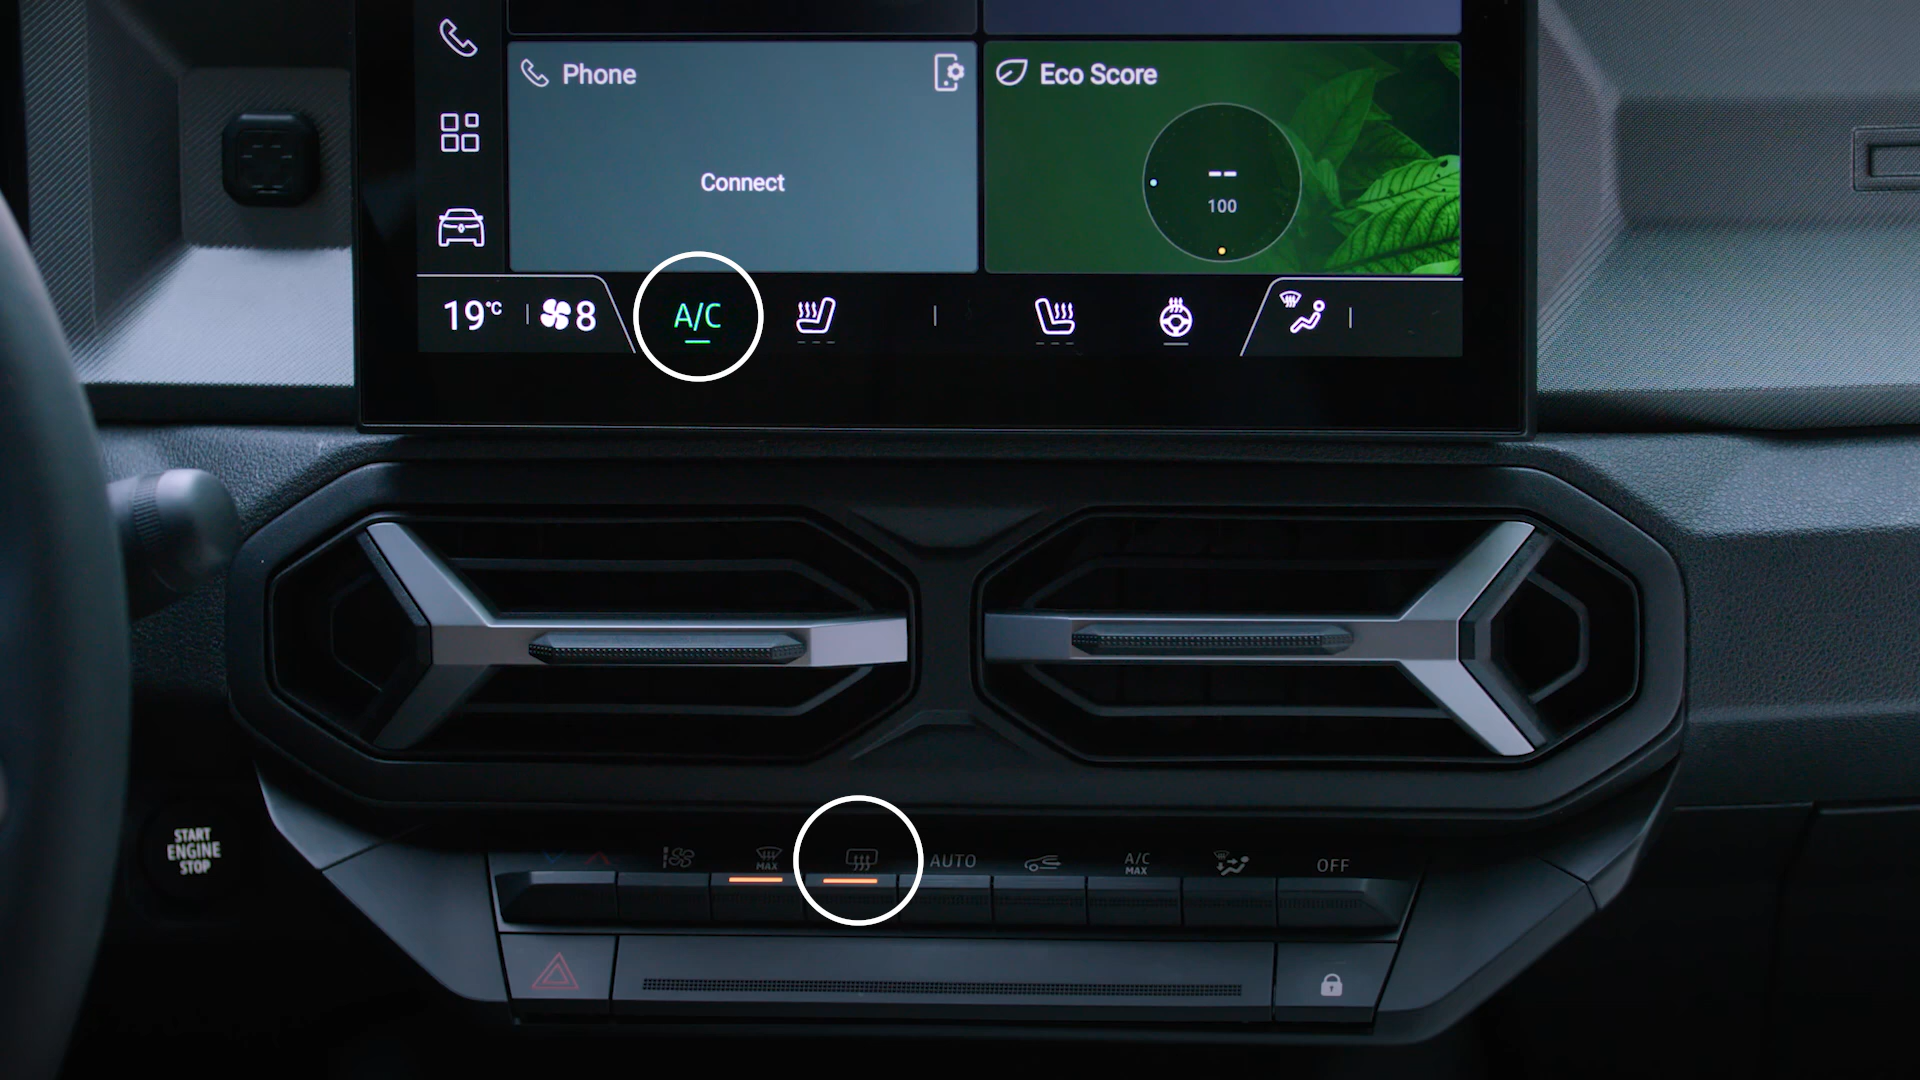 Phone
Eco Score
Connect
--
100
19°C
8
A/C
START
ENGINE
STOP
MAX
AUTO
A/C
MAX
OFF